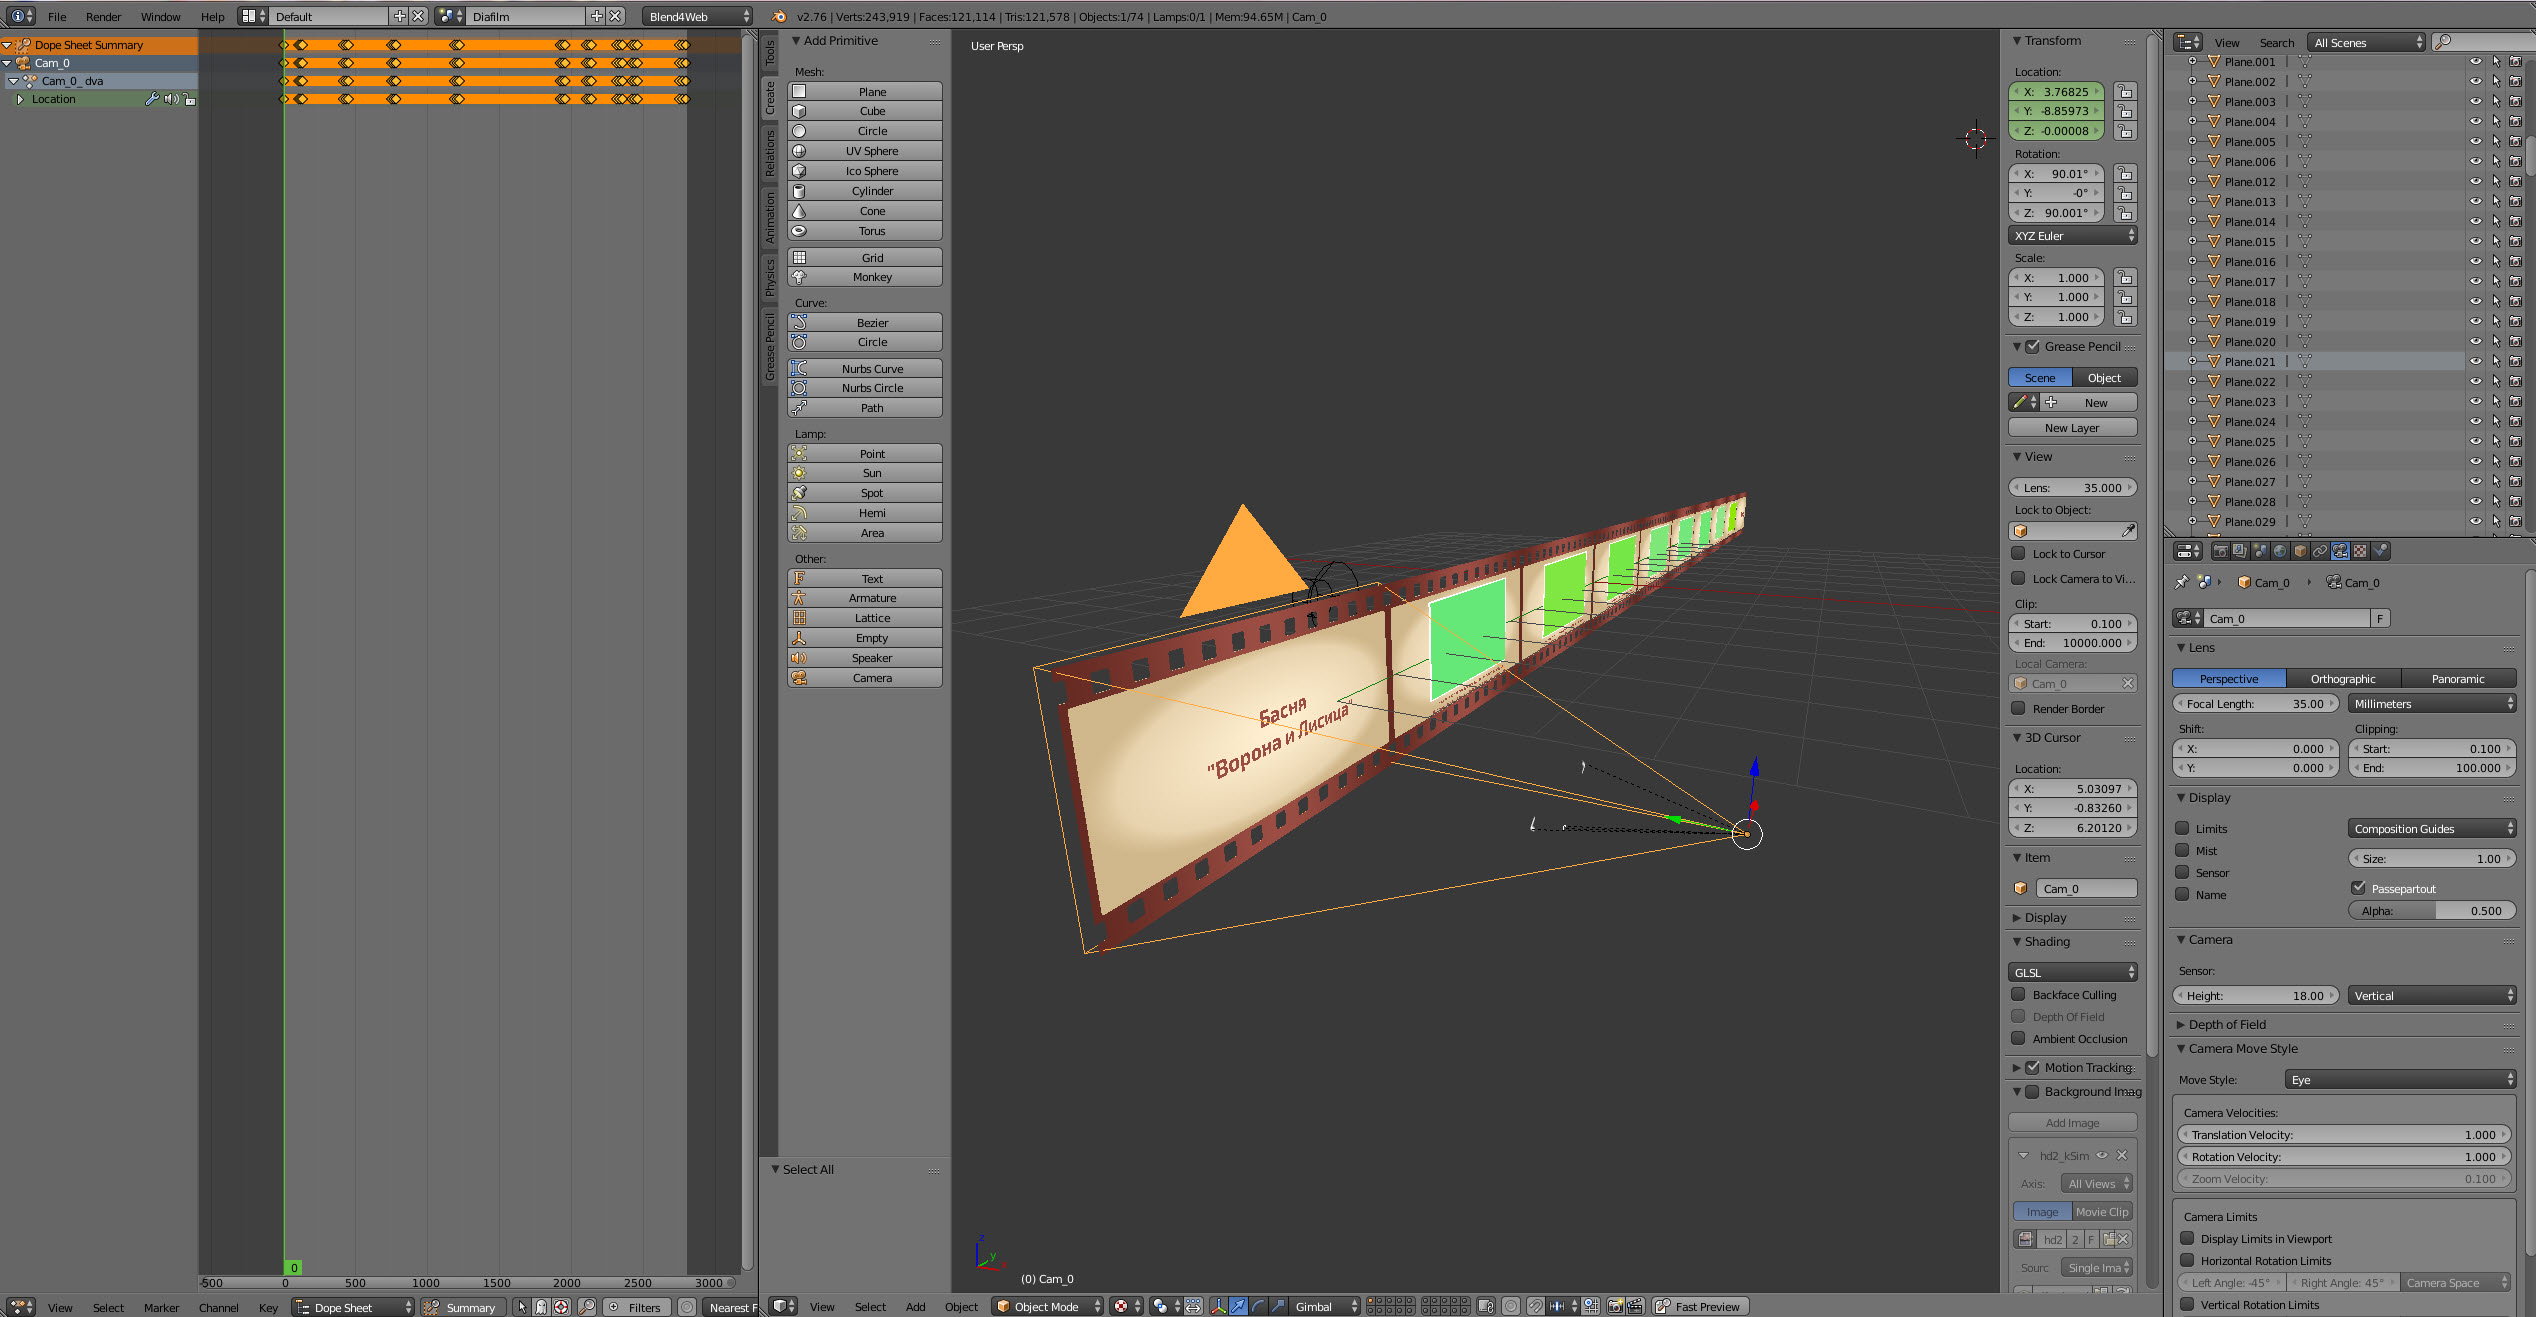 File Render Window Help Default Diafilm Blend4Web v2.76 | Verts:243,919 | Faces:121,114 | Tris:121,578 | Objects:1/74 | Lamps:0/1 | Mem:94.65M | Cam_0
Dope Sheet Summary
Cam_0
Cam_0_ dva
Location
0
-500 0 500 1000 1500 2000 2500 3000
View Select Marker Channel Key Dope Sheet Summary Filters Nearest F
Tools
Create
Relations
Animation
Physics
Grease Pencil
Add Primitive
Mesh:
Plane
Cube
Circle
UV Sphere
Ico Sphere
Cylinder
Cone
Torus
Grid
Monkey
Curve:
Bezier
Circle
Nurbs Curve
Nurbs Circle
Path
Lamp:
Point
Sun
Spot
Hemi
Area
Other:
Text
Armature
Lattice
Empty
Speaker
Camera
Select All
User Persp
Басня
"Ворона и Лисица"
z
y
(0) Cam_0
View Select Add Object Object Mode Gimbal Fast Preview
Transform
Location:
X: 3.76825
Y: -8.85973
Z: -0.00008
Rotation:
X: 90.01°
Y: -0°
Z: 90.001°
XYZ Euler
Scale:
X: 1.000
Y: 1.000
Z: 1.000
Grease Pencil
Scene Object
New
New Layer
View
Lens: 35.000
Lock to Object:
Lock to Cursor
Lock Camera to Vi...
Clip:
Start: 0.100
End: 10000.000
Local Camera:
Cam_0
Render Border
3D Cursor
Location:
X: 5.03097
Y: -0.83260
Z: 6.20120
Item
Cam_0
Display
Shading
GLSL
Backface Culling
Depth Of Field
Ambient Occlusion
Motion Tracking
Background Imag
Add Image
hd2_kSim
Axis: All Views
Image Movie Clip
hd2 2 F
Sourc Single Ima
View Search All Scenes
Plane.001
Plane.002
Plane.003
Plane.004
Plane.005
Plane.006
Plane.012
Plane.013
Plane.014
Plane.015
Plane.016
Plane.017
Plane.018
Plane.019
Plane.020
Plane.021
Plane.022
Plane.023
Plane.024
Plane.025
Plane.026
Plane.027
Plane.028
Plane.029
Cam_0 Cam_0
Cam_0 F
Lens
Perspective Orthographic Panoramic
Focal Length: 35.00 Millimeters
Shift: Clipping:
X: 0.000 Start: 0.100
Y: 0.000 End: 100.000
Display
Limits Composition Guides
Mist Size: 1.00
Sensor Passepartout
Name Alpha: 0.500
Camera
Sensor:
Height: 18.00 Vertical
Depth of Field
Camera Move Style
Move Style: Eye
Camera Velocities:
Translation Velocity: 1.000
Rotation Velocity: 1.000
Zoom Velocity: 0.100
Camera Limits
Display Limits in Viewport
Horizontal Rotation Limits
Left Angle: -45° Right Angle: 45° Camera Space
Vertical Rotation Limits